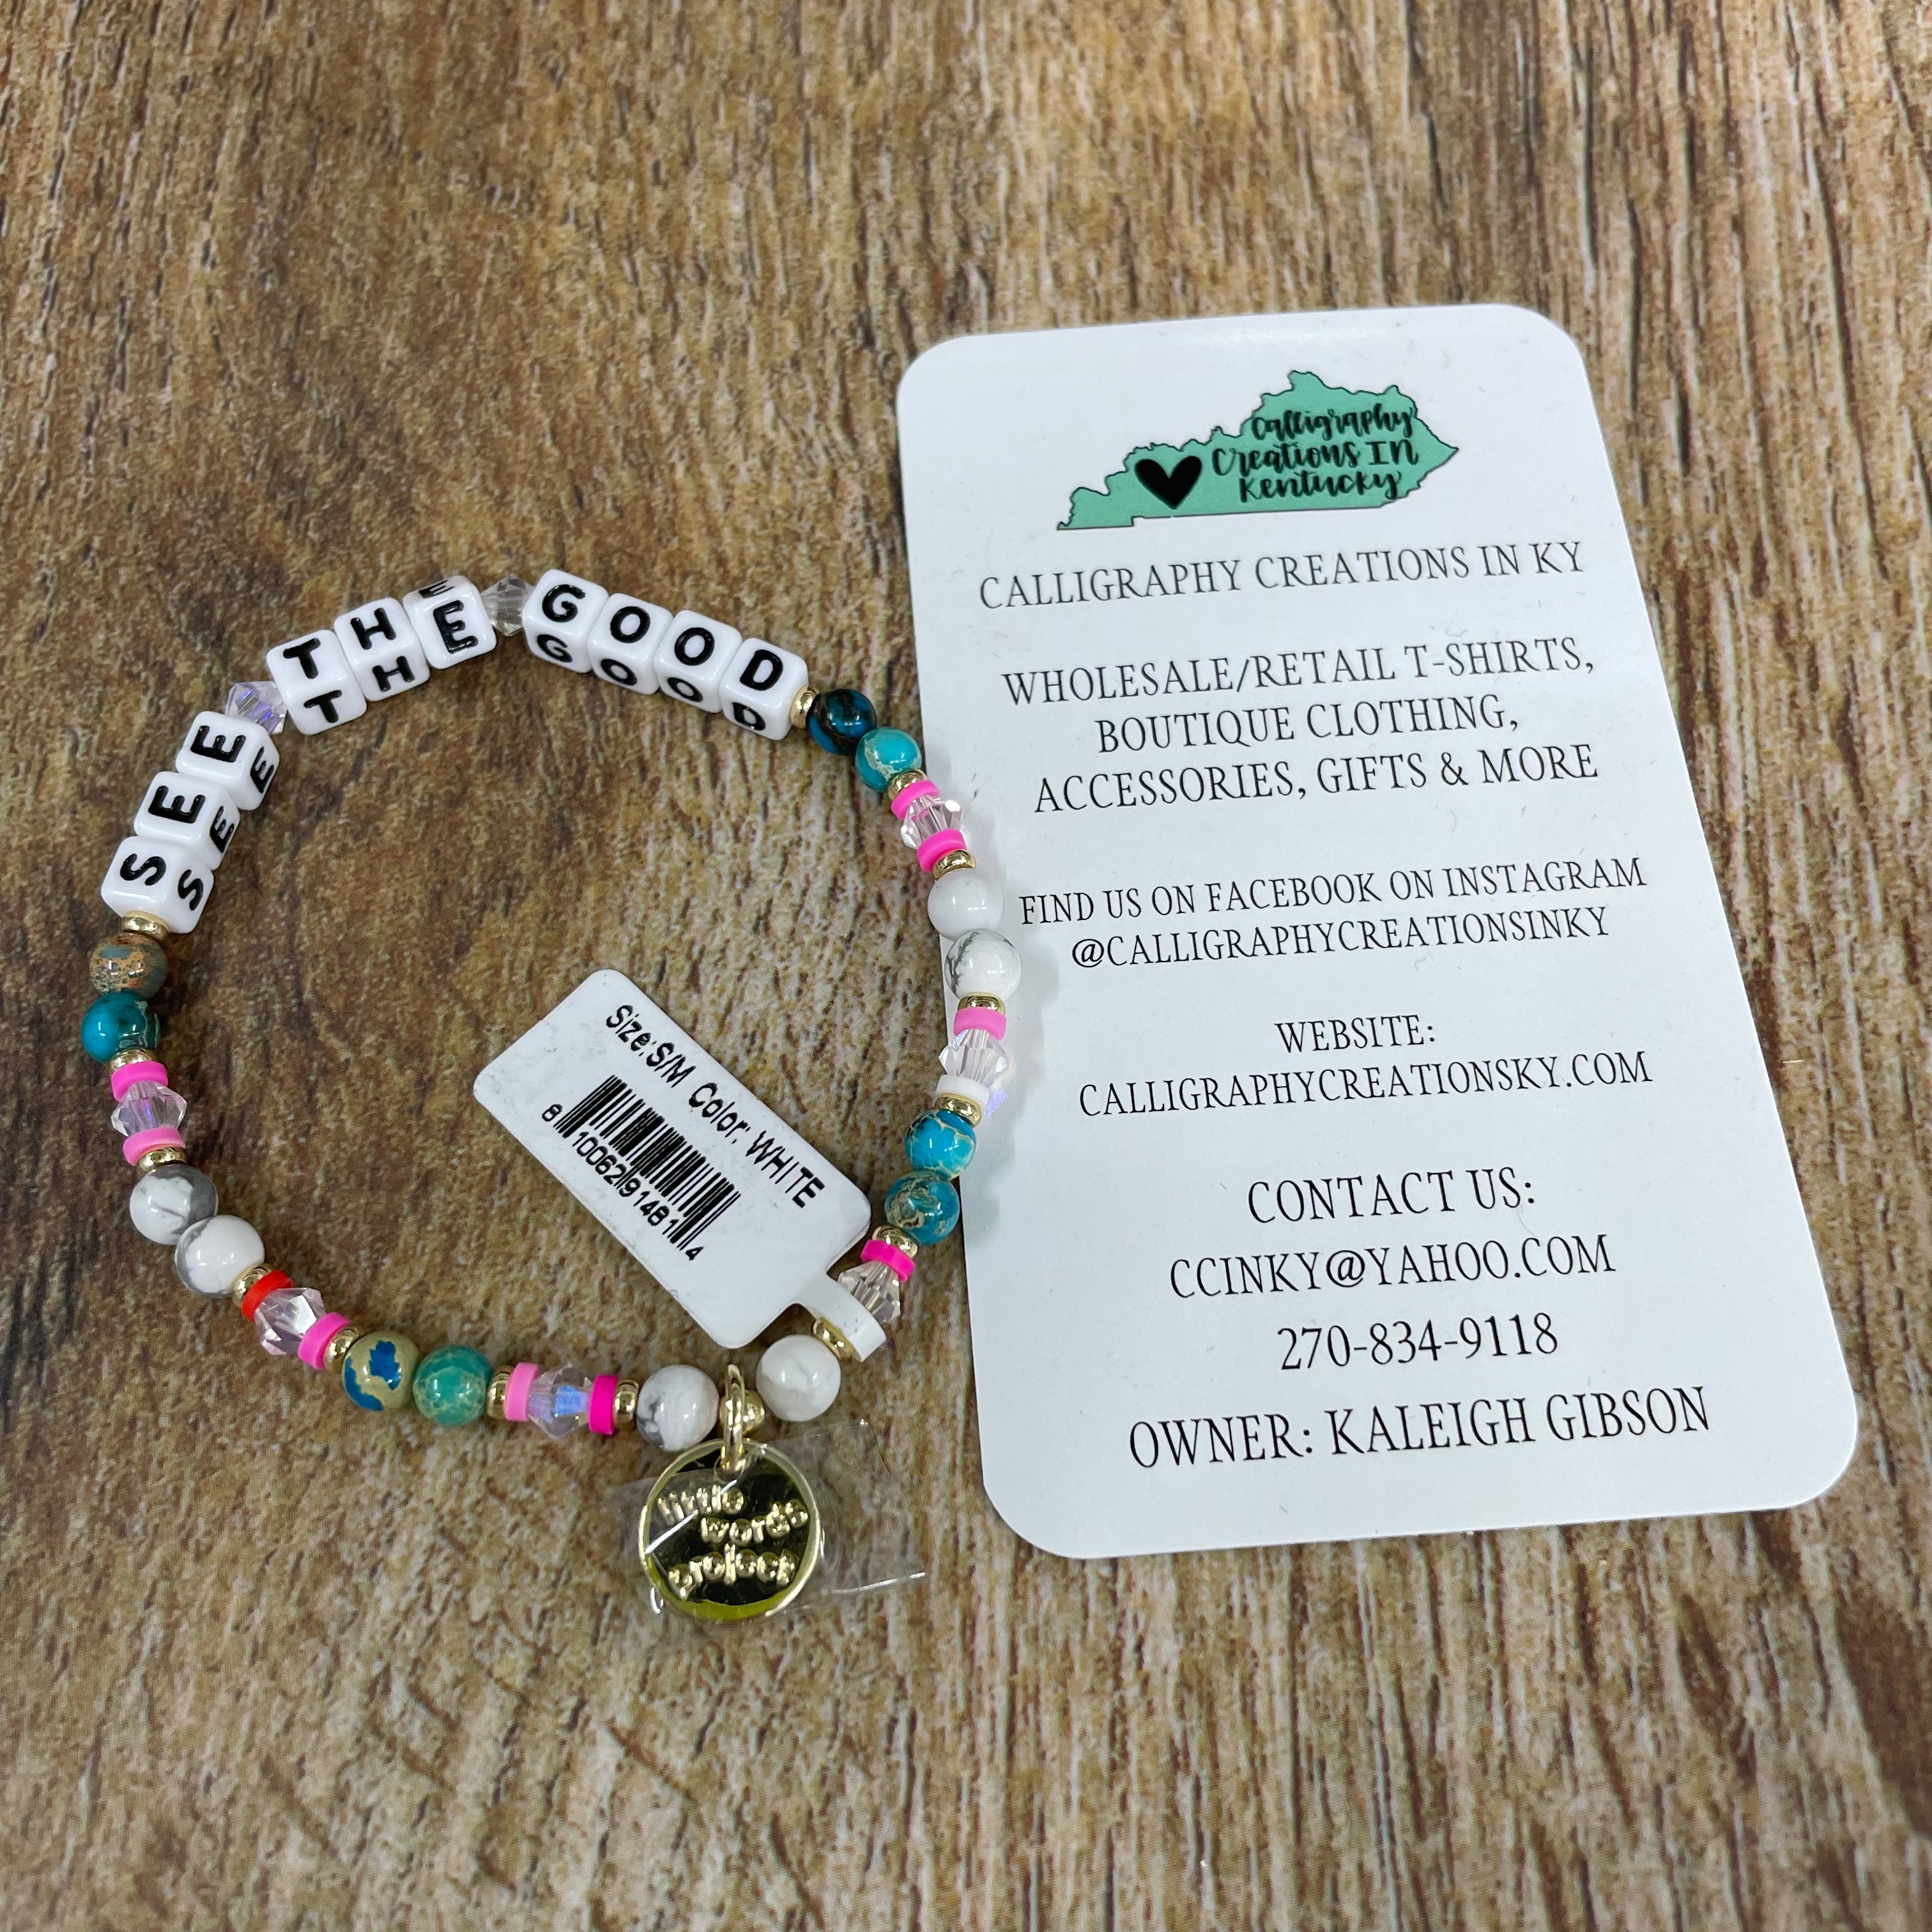 SEE THE GOOD
Size:S/M Color: WHITE
8 10062 91481 4
little
words
project
Calligraphy
Creations IN
Kentucky
CALLIGRAPHY CREATIONS IN KY
WHOLESALE/RETAIL T-SHIRTS,
BOUTIQUE CLOTHING,
ACCESSORIES, GIFTS & MORE
FIND US ON FACEBOOK ON INSTAGRAM
@CALLIGRAPHYCREATIONSINKY
WEBSITE:
CALLIGRAPHYCREATIONSKY.COM
CONTACT US:
CCINKY@YAHOO.COM
270-834-9118
OWNER: KALEIGH GIBSON